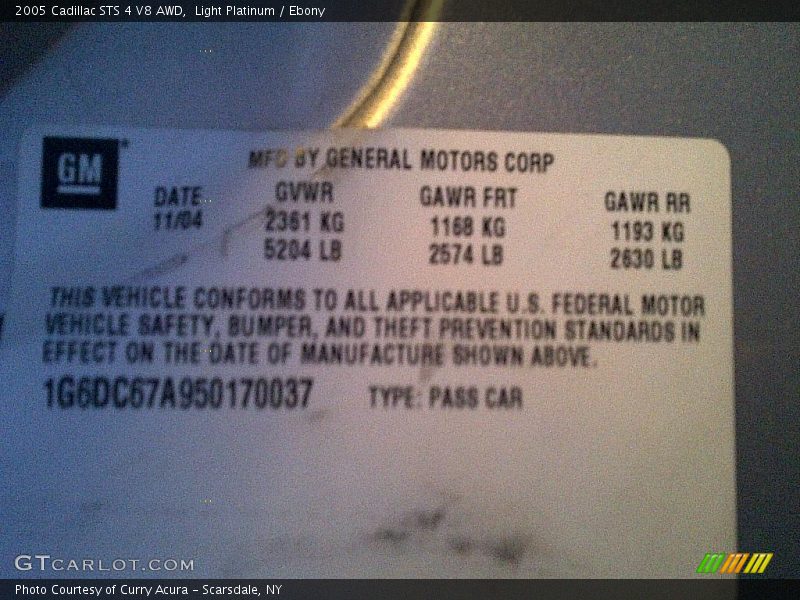 2005 Cadillac STS 4 V8 AWD, Light Platinum / Ebony
GM
MFD BY GENERAL MOTORS CORP
DATE GVWR GAWR FRT GAWR RR
11/04 2361 KG 1168 KG 1193 KG
5204 LB 2574 LB 2630 LB
THIS VEHICLE CONFORMS TO ALL APPLICABLE U.S. FEDERAL MOTOR
VEHICLE SAFETY, BUMPER, AND THEFT PREVENTION STANDARDS IN
EFFECT ON THE DATE OF MANUFACTURE SHOWN ABOVE.
1G6DC67A950170037 TYPE: PASS CAR
GTCARLOT.COM
Photo Courtesy of Curry Acura - Scarsdale, NY